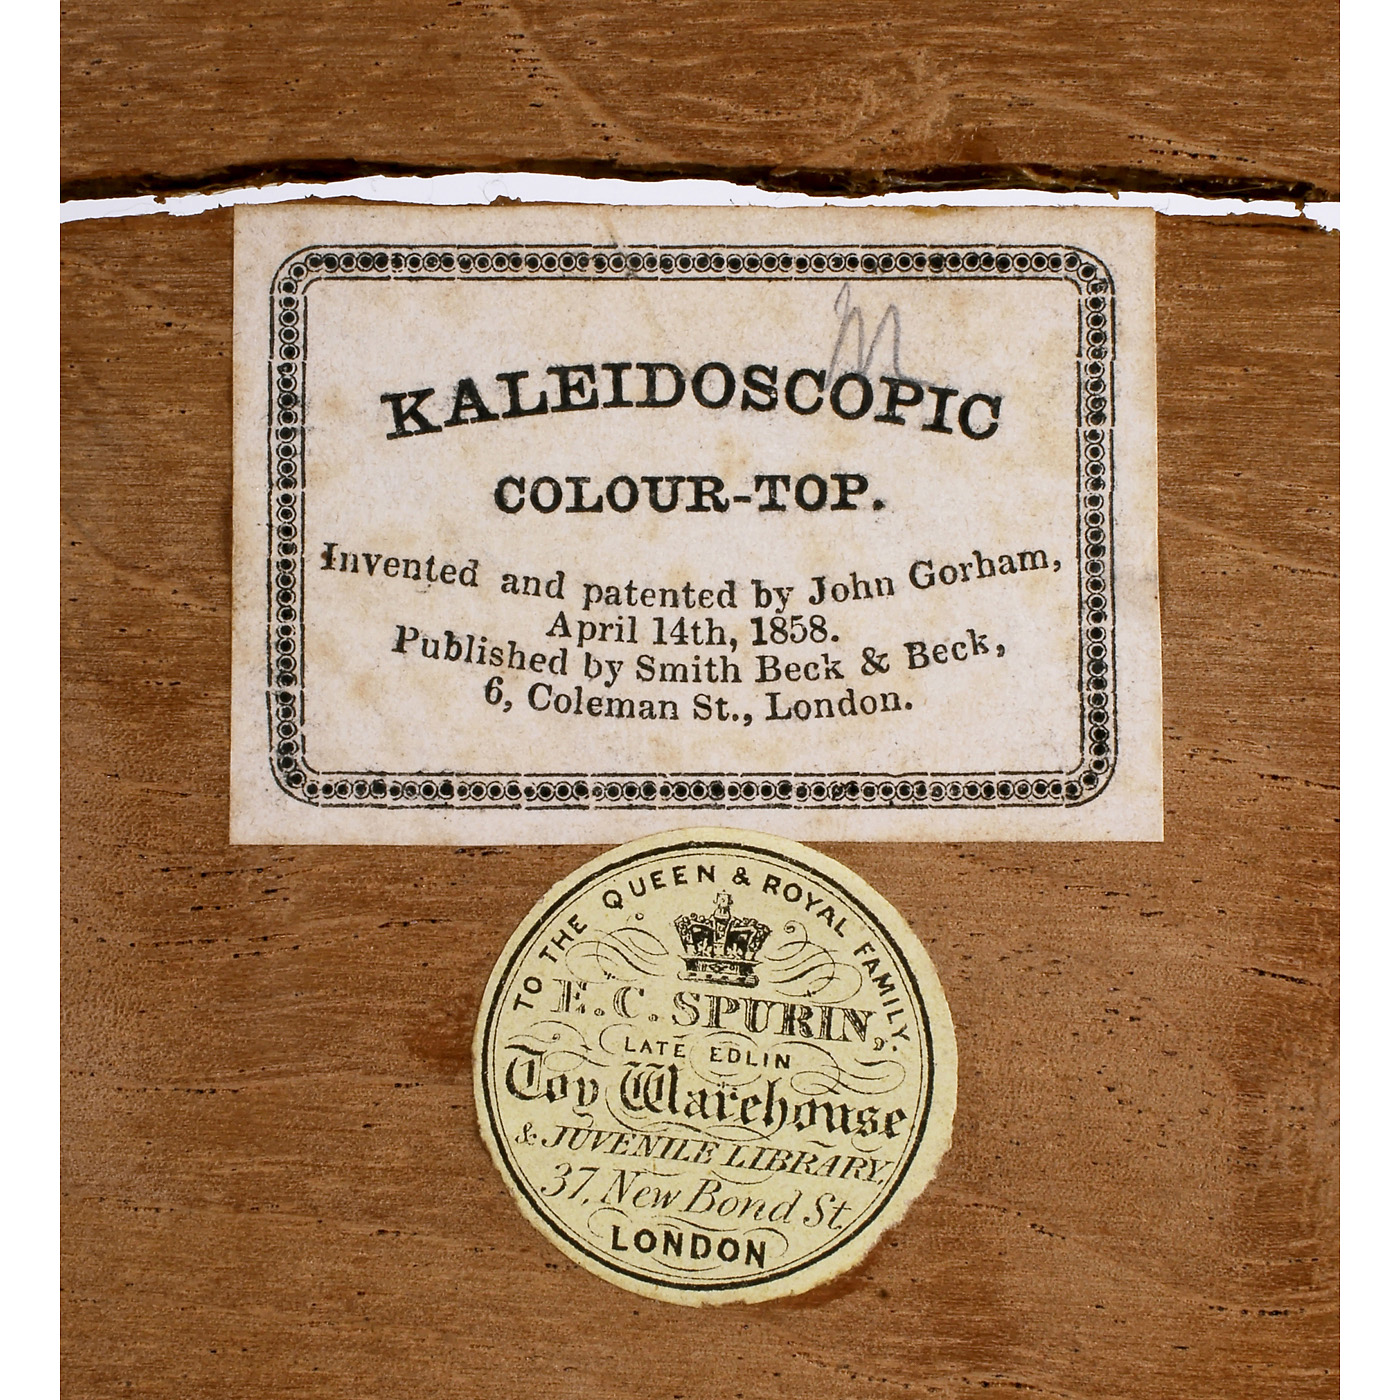 M
KALEIDOSCOPIC
COLOUR-TOP.
Invented and patented by John Gorham,
April 14th, 1858.
Published by Smith Beck & Beck,
6, Coleman St., London.
TO THE QUEEN & ROYAL FAMILY.
E. C. SPURIN,
LATE EDLIN
Toy Warehouse
& JUVENILE LIBRARY,
37, New Bond St
LONDON